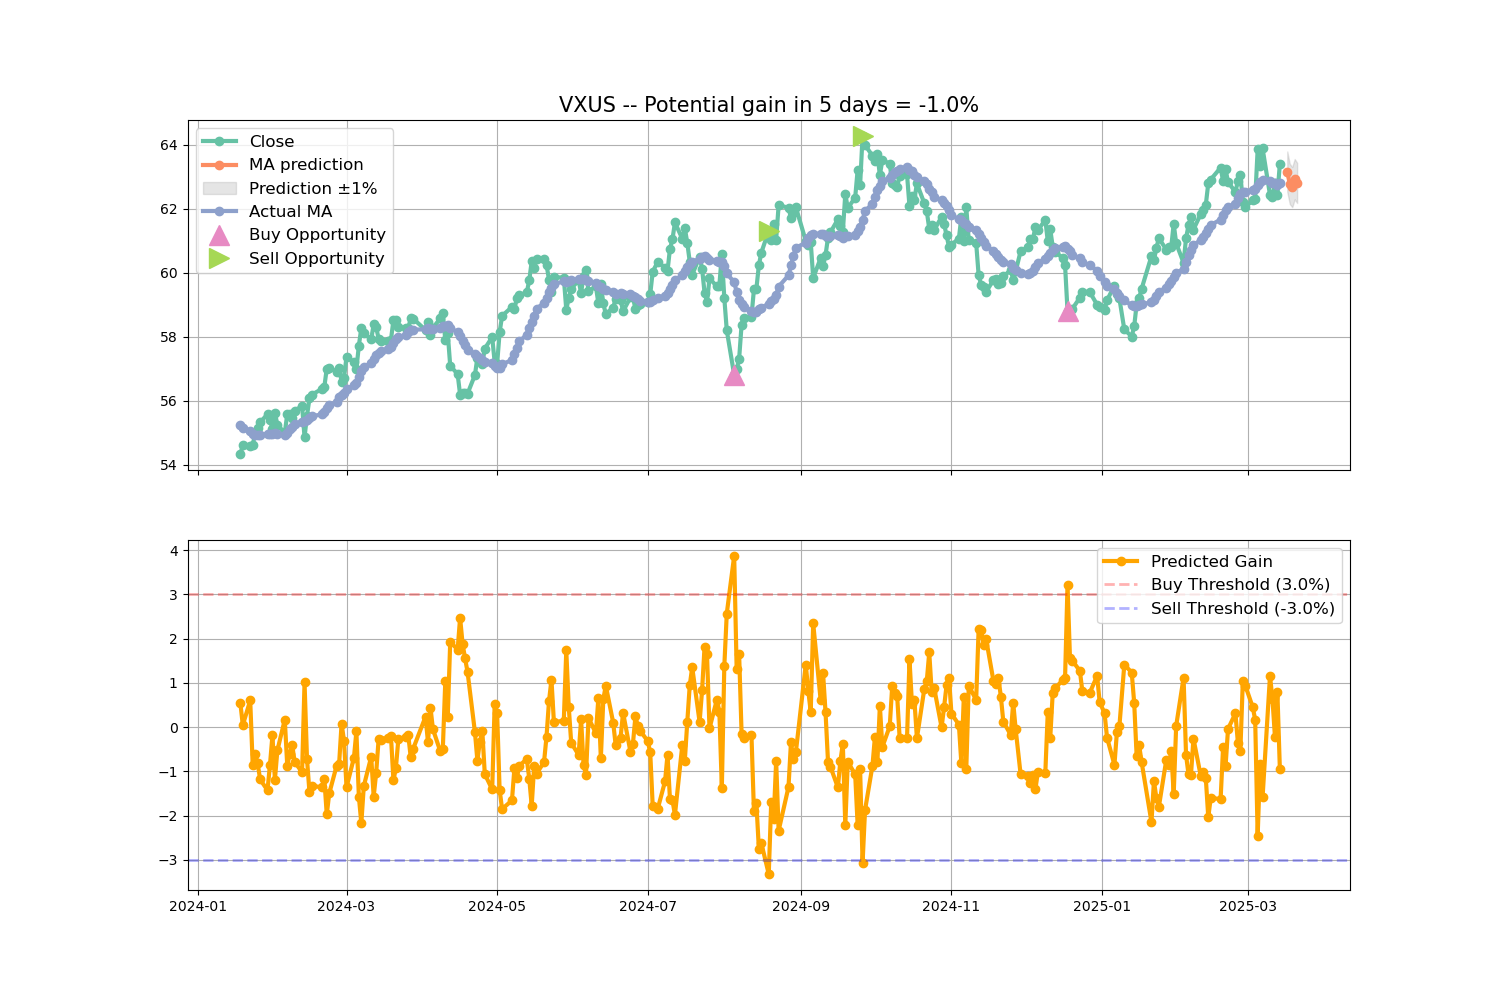 VXUS -- Potential gain in 5 days = -1.0%
64
62
60
58
56
54
Close
MA prediction
Prediction ±1%
Actual MA
Buy Opportunity
Sell Opportunity
4
3
2
1
0
−1
−2
−3
Predicted Gain
Buy Threshold (3.0%)
Sell Threshold (-3.0%)
2024-01 2024-03 2024-05 2024-07 2024-09 2024-11 2025-01 2025-03